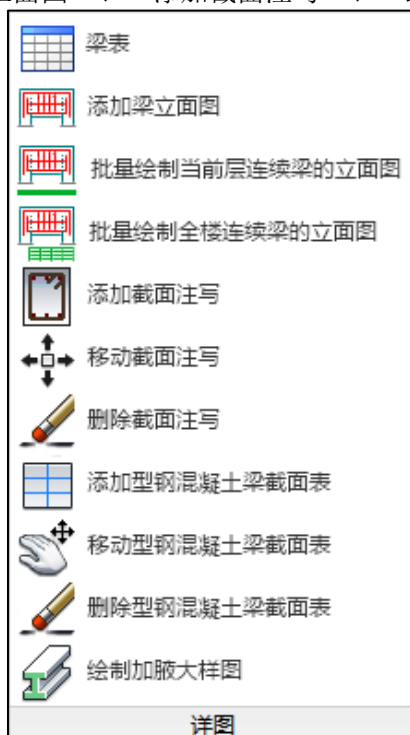 梁表
添加梁立面图
批量绘制当前层连续梁的立面图
批量绘制全楼连续梁的立面图
添加截面注写
移动截面注写
删除截面注写
添加型钢混凝土梁截面表
移动型钢混凝土梁截面表
删除型钢混凝土梁截面表
绘制加腋大样图
详图